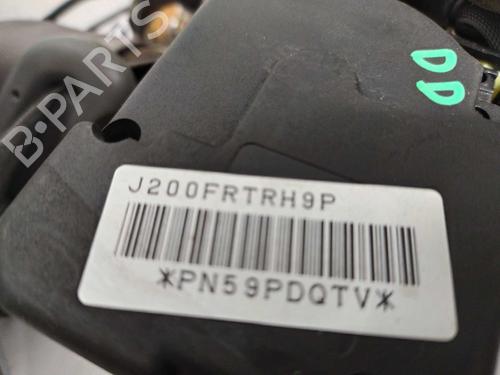 B-PARTS
DD
J200FRTRH9P
*PN59PDQTV*